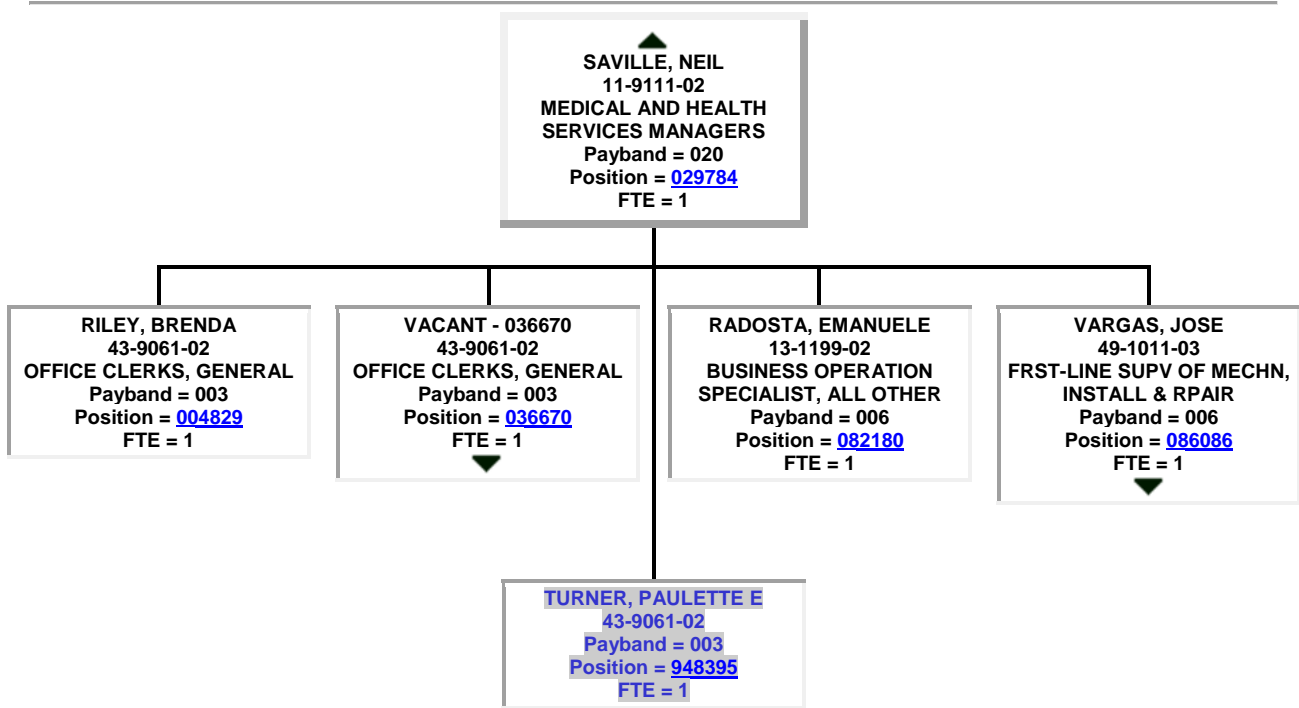 SAVILLE, NEIL
11-9111-02
MEDICAL AND HEALTH
SERVICES MANAGERS
Payband = 020
Position = 029784
FTE = 1
RILEY, BRENDA
43-9061-02
OFFICE CLERKS, GENERAL
Payband = 003
Position = 004829
FTE = 1
VACANT - 036670
43-9061-02
OFFICE CLERKS, GENERAL
Payband = 003
Position = 036670
FTE = 1
RADOSTA, EMANUELE
13-1199-02
BUSINESS OPERATION
SPECIALIST, ALL OTHER
Payband = 006
Position = 082180
FTE = 1
VARGAS, JOSE
49-1011-03
FRST-LINE SUPV OF MECHN,
INSTALL & RPAIR
Payband = 006
Position = 086086
FTE = 1
TURNER, PAULETTE E
43-9061-02
Payband = 003
Position = 948395
FTE = 1